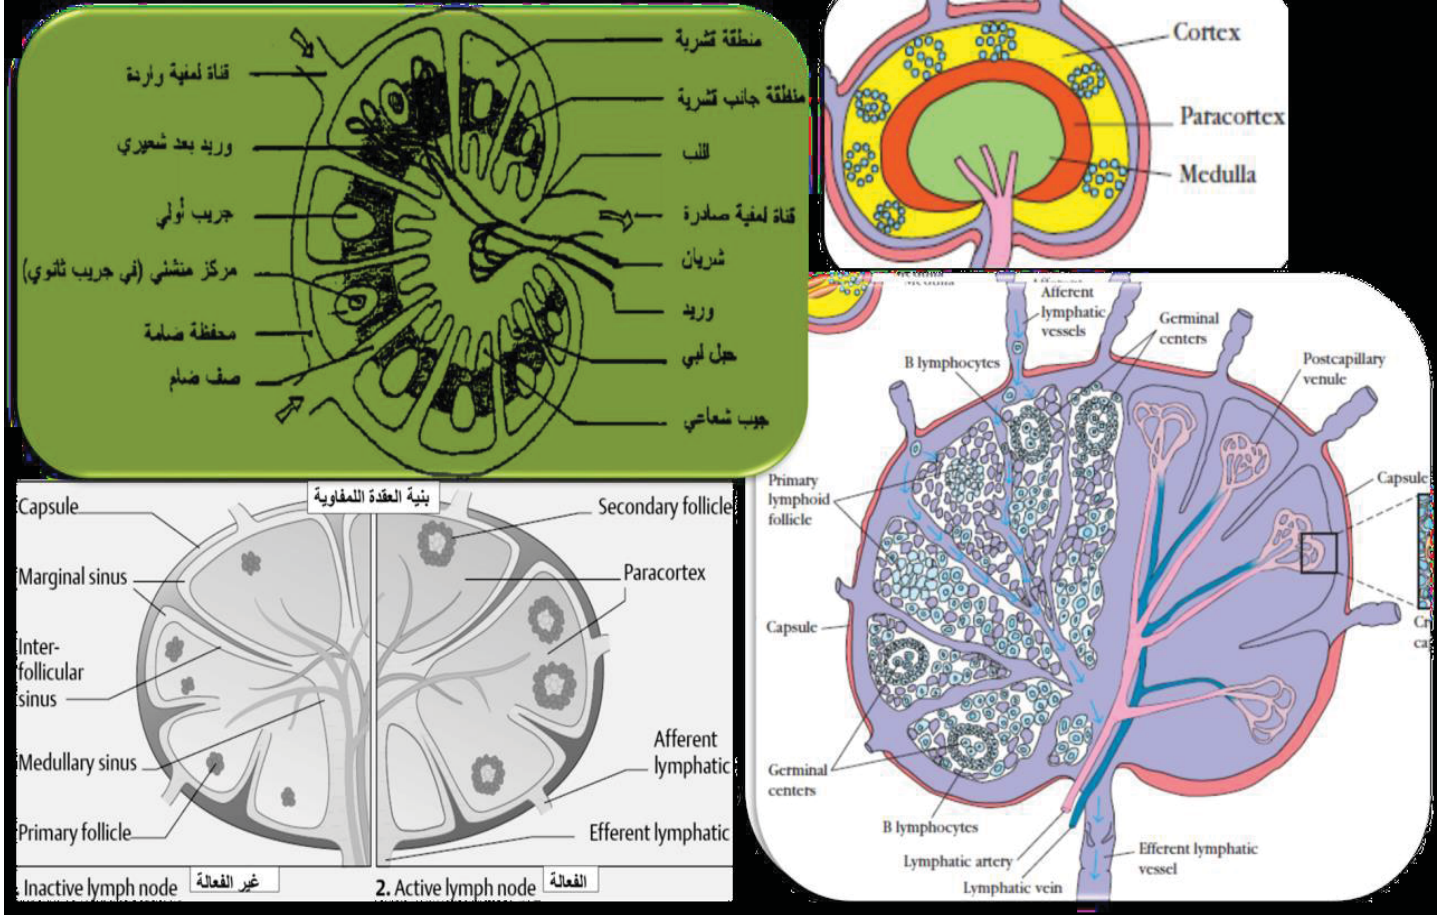 منطقة قشرية
منطقة جانب قشرية
اللب
قناة لمفية صادرة
شريان
وريد
حبل لبي
جيب شعاعي
قناة لمفية واردة
وريد بعد شعيري
جريب أولي
مركز منشئي (في جريب ثانوي)
محفظة ضامة
صف ضام
Cortex
Paracortex
Medulla
بنية العقدة اللمفاوية
Capsule
Marginal sinus
Inter-
follicular
sinus
Medullary sinus
Primary follicle
Secondary follicle
Paracortex
Afferent
lymphatic
Efferent lymphatic
Inactive lymph node
غير الفعالة
2. Active lymph node
الفعالة
Medulla
Afferent
lymphatic
vessels
Germinal
centers
B lymphocytes
Postcapillary
venule
Primary
lymphoid
follicle
Capsule
Capsule
Germinal
centers
B lymphocytes
Lymphatic artery
Lymphatic vein
Efferent lymphatic
vessel